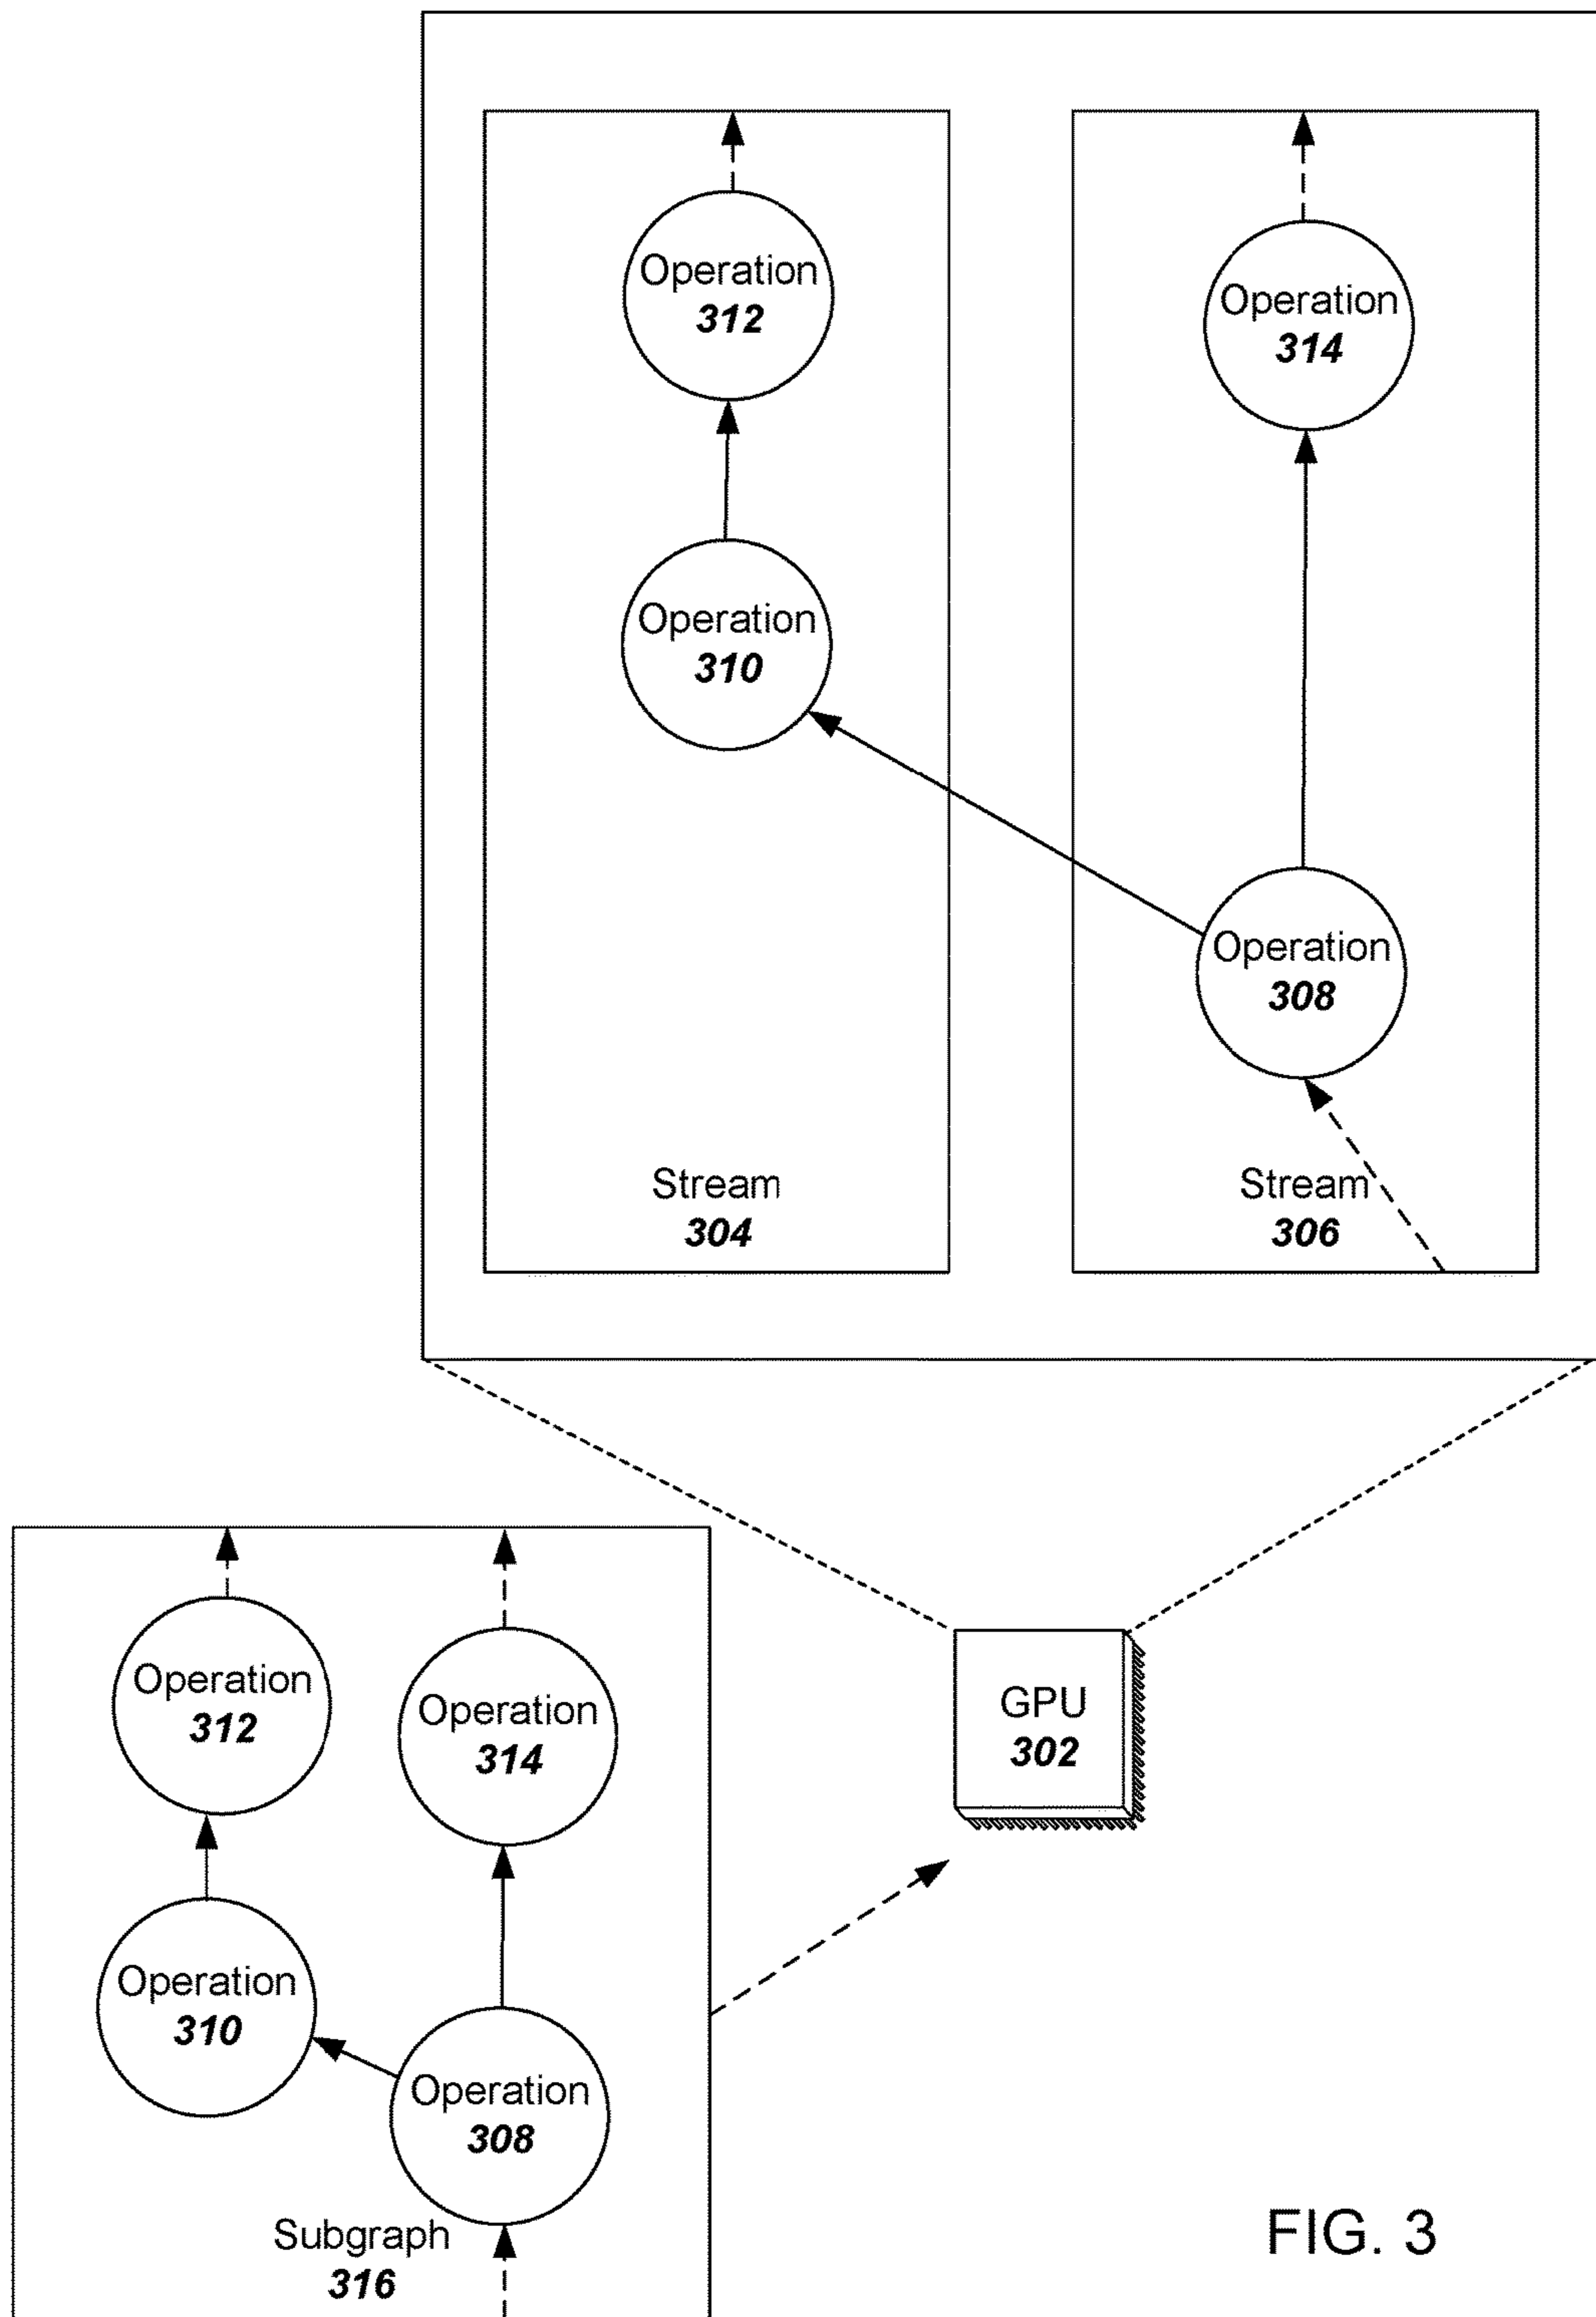 Operation
312
Operation
314
Operation
310
Operation
308
Stream
304
Stream
306
Operation
312
Operation
314
GPU
302
Operation
310
Operation
308
Subgraph
316
FIG. 3